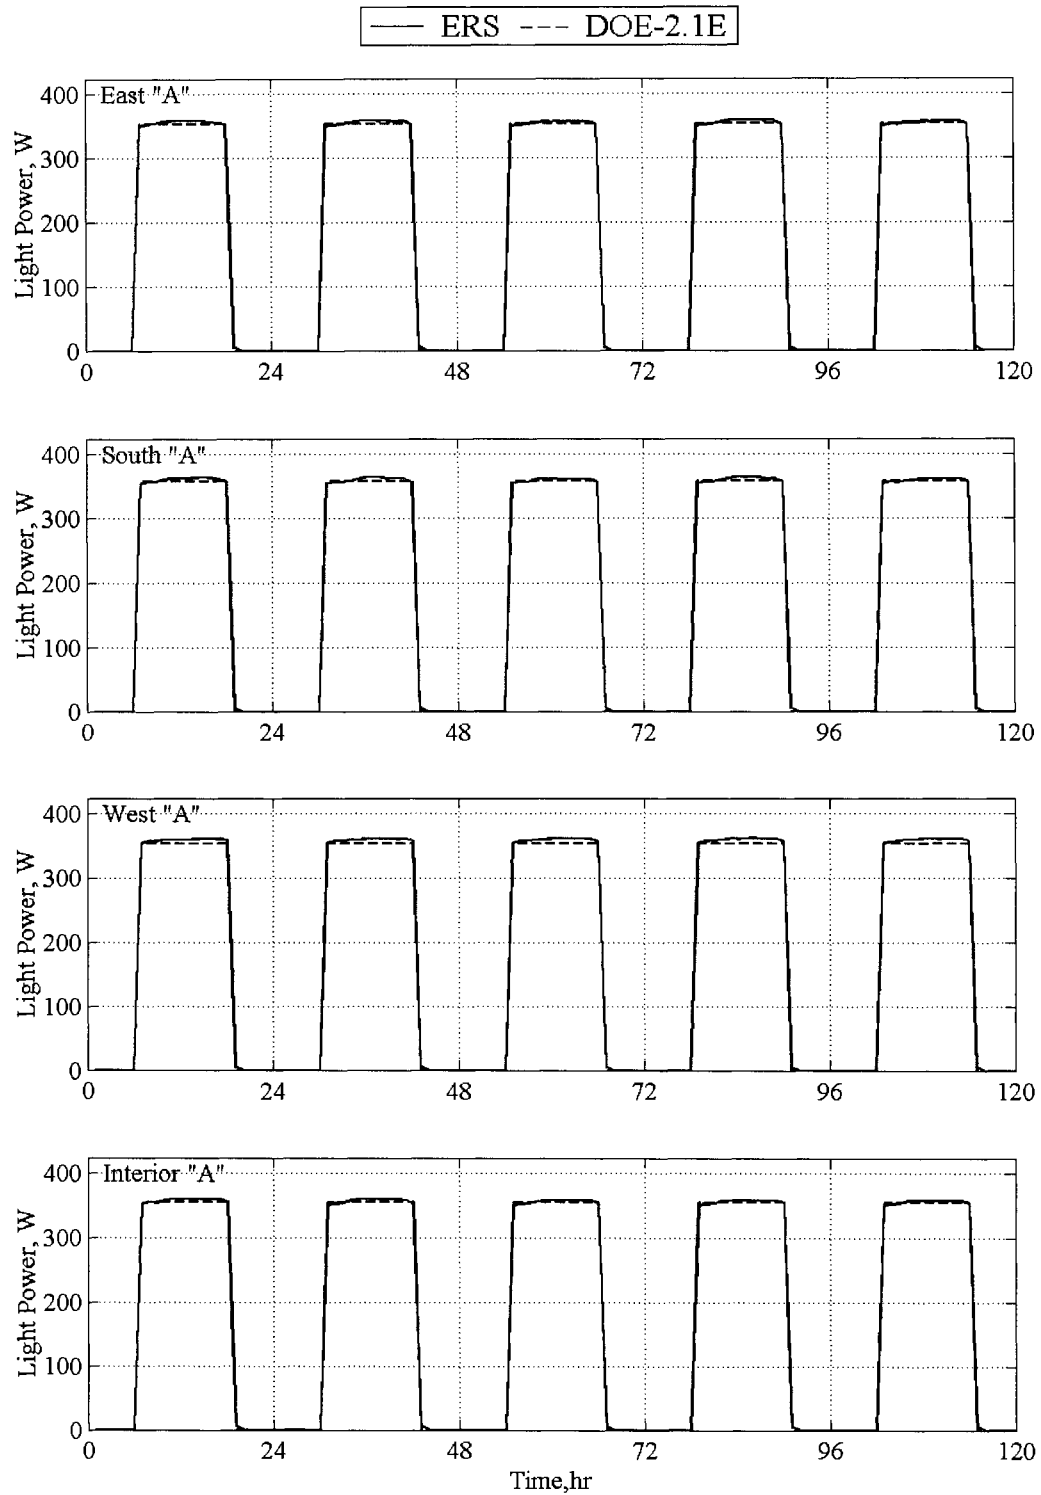 ERS DOE-2.1E
East "A"
Light Power, W
400
300
200
100
0
0 24 48 72 96 120
South "A"
Light Power, W
400
300
200
100
0
0 24 48 72 96 120
West "A"
Light Power, W
400
300
200
100
0
0 24 48 72 96 120
Interior "A"
Light Power, W
400
300
200
100
0
0 24 48 72 96 120
Time,hr